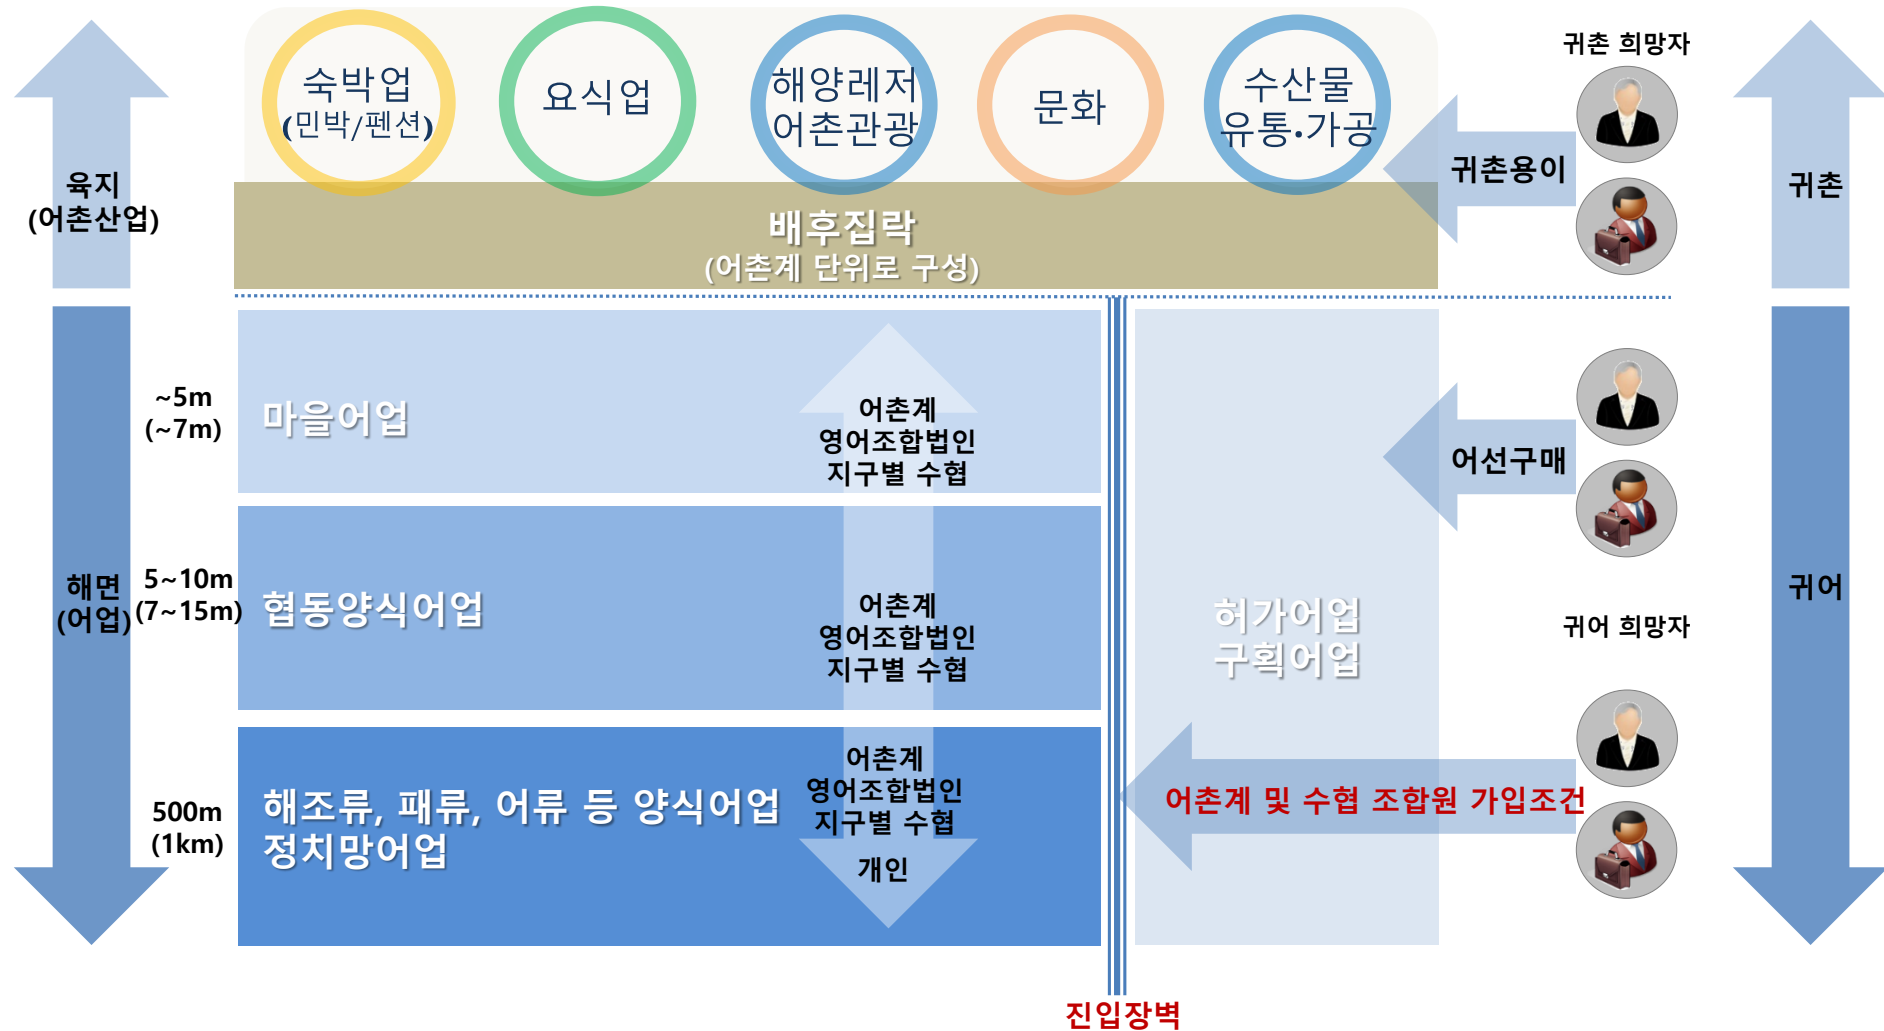 숙박업
(민박/펜션)
요식업
해양레저
어촌관광
문화
수산물
유통·가공
귀촌 희망자
귀촌용이
육지
(어촌산업)
귀촌
배후집락
(어촌계 단위로 구성)
~5m
(~7m)
마을어업
어촌계
영어조합법인
지구별 수협
어선구매
해면
(어업)
5~10m
(7~15m)
협동양식어업
어촌계
영어조합법인
지구별 수협
허가어업
구획어업
귀어
귀어 희망자
500m
(1km)
해조류, 패류, 어류 등 양식어업
정치망어업
어촌계
영어조합법인
지구별 수협
개인
어촌계 및 수협 조합원 가입조건
진입장벽